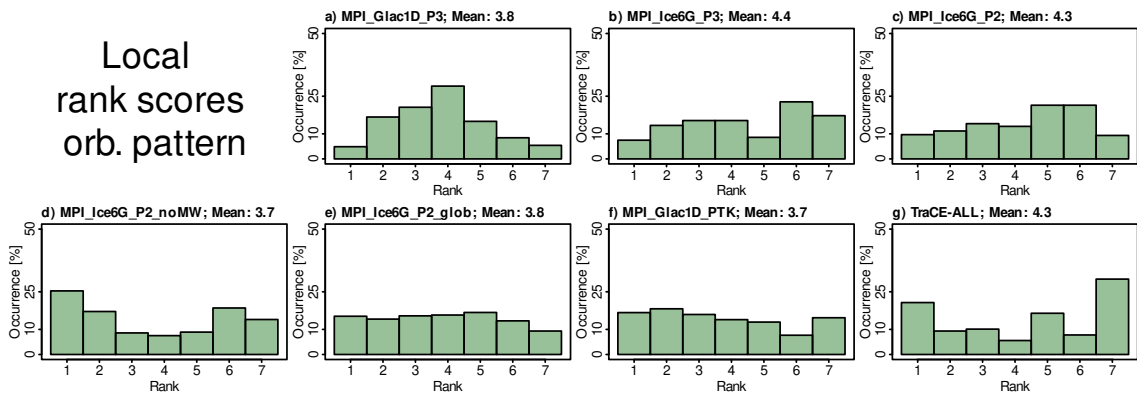 Local
rank scores
orb. pattern
a) MPI_Glac1D_P3; Mean: 3.8
Occurrence [%]
50
25
10
0
1 2 3 4 5 6 7
Rank
b) MPI_Ice6G_P3; Mean: 4.4
Occurrence [%]
50
25
10
0
1 2 3 4 5 6 7
Rank
c) MPI_Ice6G_P2; Mean: 4.3
Occurrence [%]
50
25
10
0
1 2 3 4 5 6 7
Rank
d) MPI_Ice6G_P2_noMW; Mean: 3.7
Occurrence [%]
50
25
10
0
1 2 3 4 5 6 7
Rank
e) MPI_Ice6G_P2_glob; Mean: 3.8
Occurrence [%]
50
25
10
0
1 2 3 4 5 6 7
Rank
f) MPI_Glac1D_PTK; Mean: 3.7
Occurrence [%]
50
25
10
0
1 2 3 4 5 6 7
Rank
g) TraCE-ALL; Mean: 4.3
Occurrence [%]
50
25
10
0
1 2 3 4 5 6 7
Rank